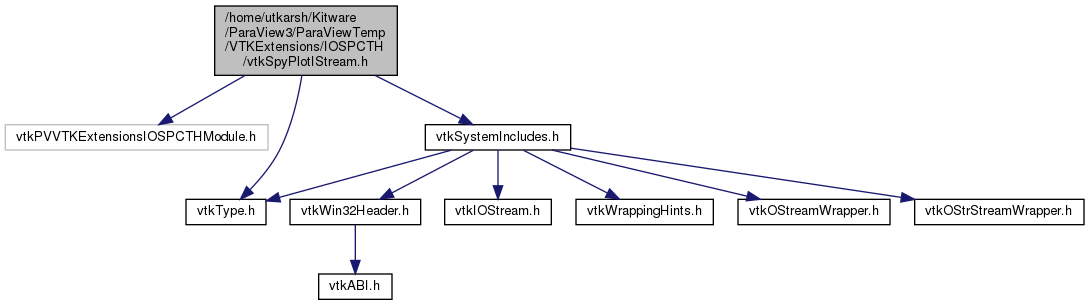 /home/utkarsh/Kitware
/ParaView3/ParaViewTemp
/VTKExtensions/IOSPCTH
/vtkSpyPlotIStream.h
vtkPVVTKExtensionsIOSPCTHModule.h
vtkSystemIncludes.h
vtkType.h
vtkWin32Header.h
vtkIOStream.h
vtkWrappingHints.h
vtkOStreamWrapper.h
vtkOStrStreamWrapper.h
vtkABI.h